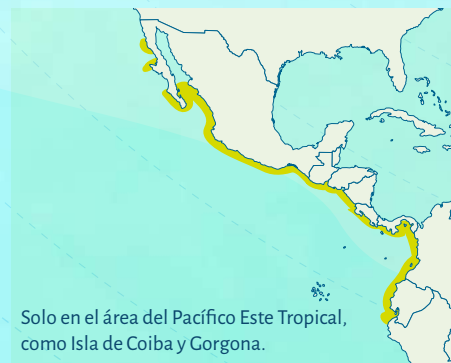 Solo en el área del Pacífico Este Tropical,
como Isla de Coiba y Gorgona.